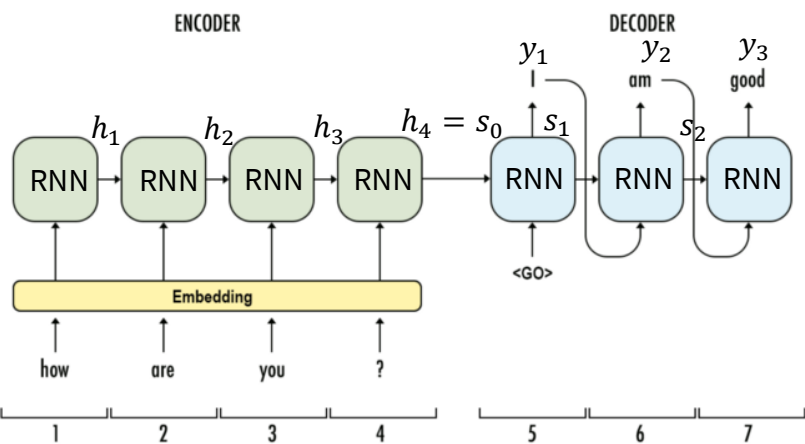 ENCODER DECODER
y₁ y₂ y₃
I am good
h₁ h₂ h₃ h₄ = s₀ s₁ s₂
RNN RNN RNN RNN RNN RNN RNN
<GO>
Embedding
how are you ?
1 2 3 4 5 6 7